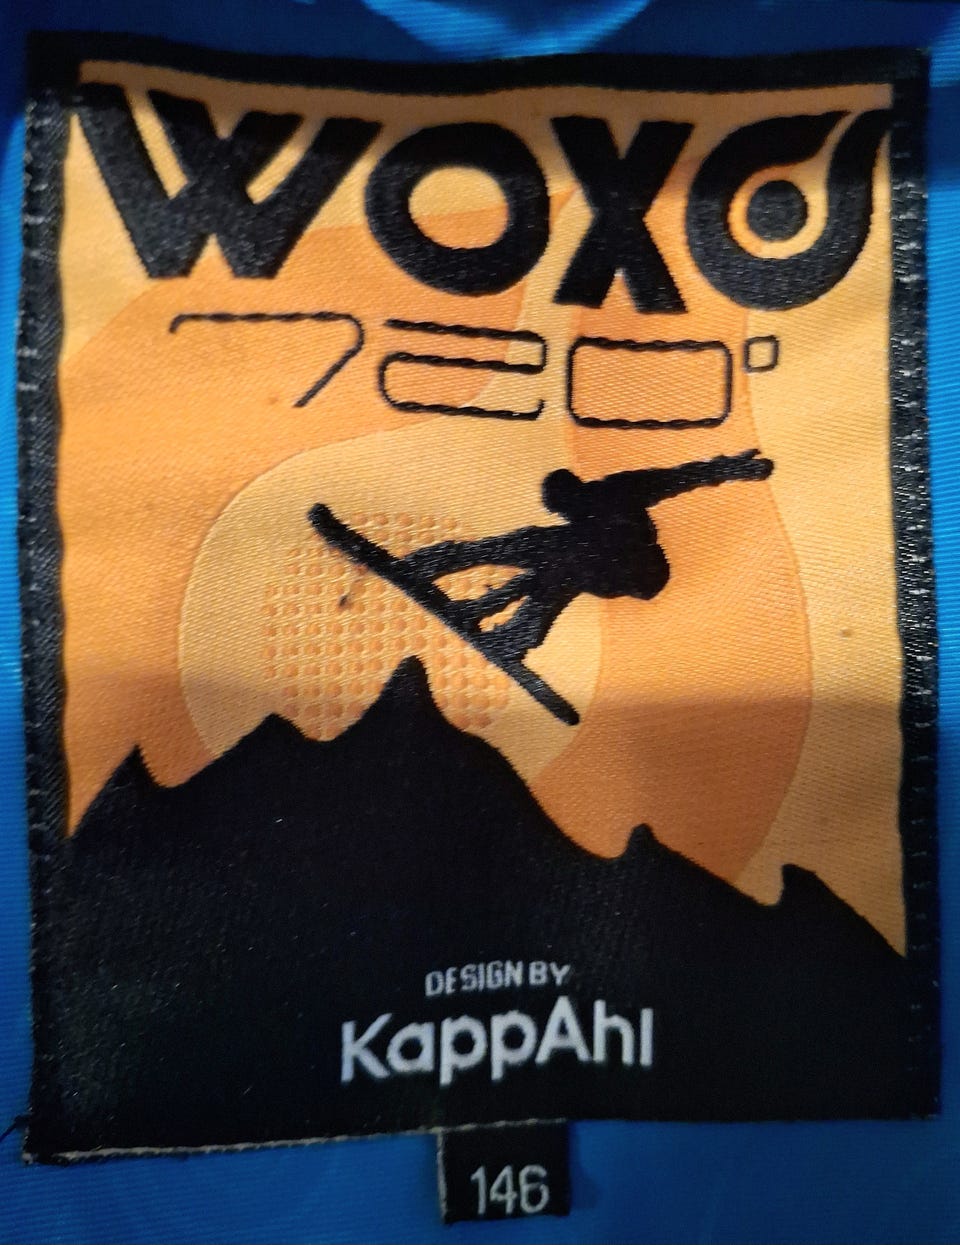 WOXO
720°
DESIGN BY
KappAhl
146